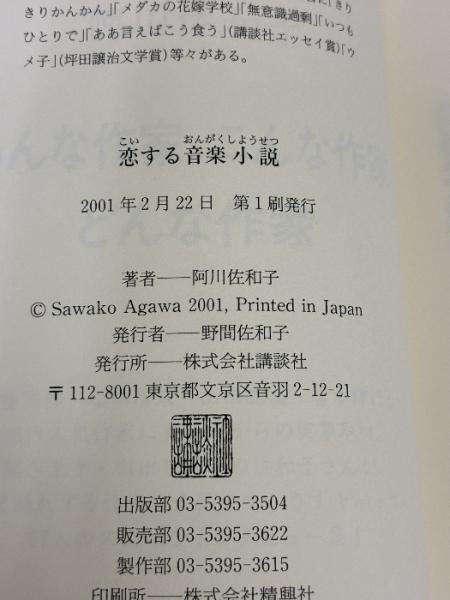 きりかんかん」「メダカの花嫁学校」「無意識過剰」「いつも
ひとりで」「ああ言えばこう食う」(講談社エッセイ賞)「ウ
メ子」(坪田譲治文学賞)等々がある。
こい おんがくしようせつ
恋する音楽小説
2001年2月22日 第1刷発行
著者──阿川佐和子
© Sawako Agawa 2001, Printed in Japan
発行者──野間佐和子
発行所──株式会社講談社
〒112-8001 東京都文京区音羽2-12-21
出版部 03-5395-3504
販売部 03-5395-3622
製作部 03-5395-3615
印刷所──株式会社精興社